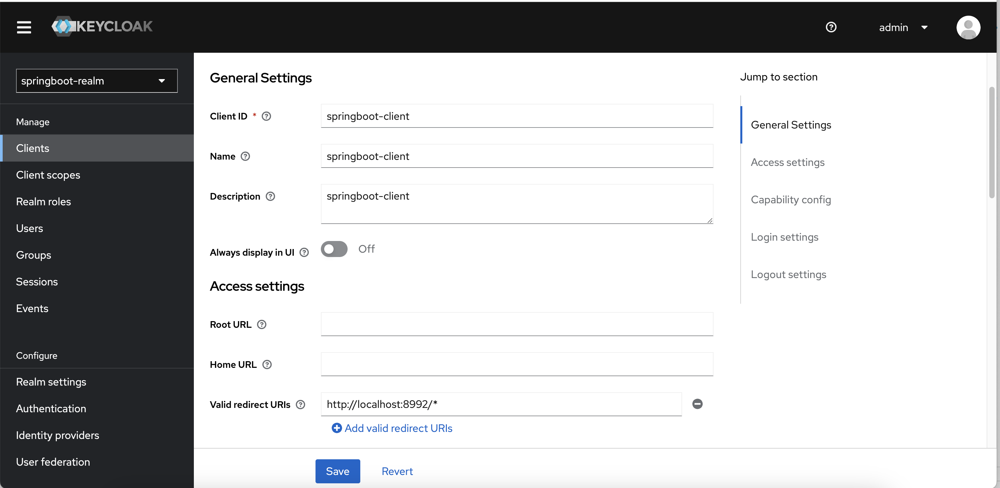 KEYCLOAK
admin
springboot-realm
Manage
Clients
Client scopes
Realm roles
Users
Groups
Sessions
Events
Configure
Realm settings
Authentication
Identity providers
User federation
General Settings
Client ID *
springboot-client
Name
springboot-client
Description
springboot-client
Always display in UI
Off
Access settings
Root URL
Home URL
Valid redirect URIs
http://localhost:8992/*
Add valid redirect URIs
Save
Revert
Jump to section
General Settings
Access settings
Capability config
Login settings
Logout settings